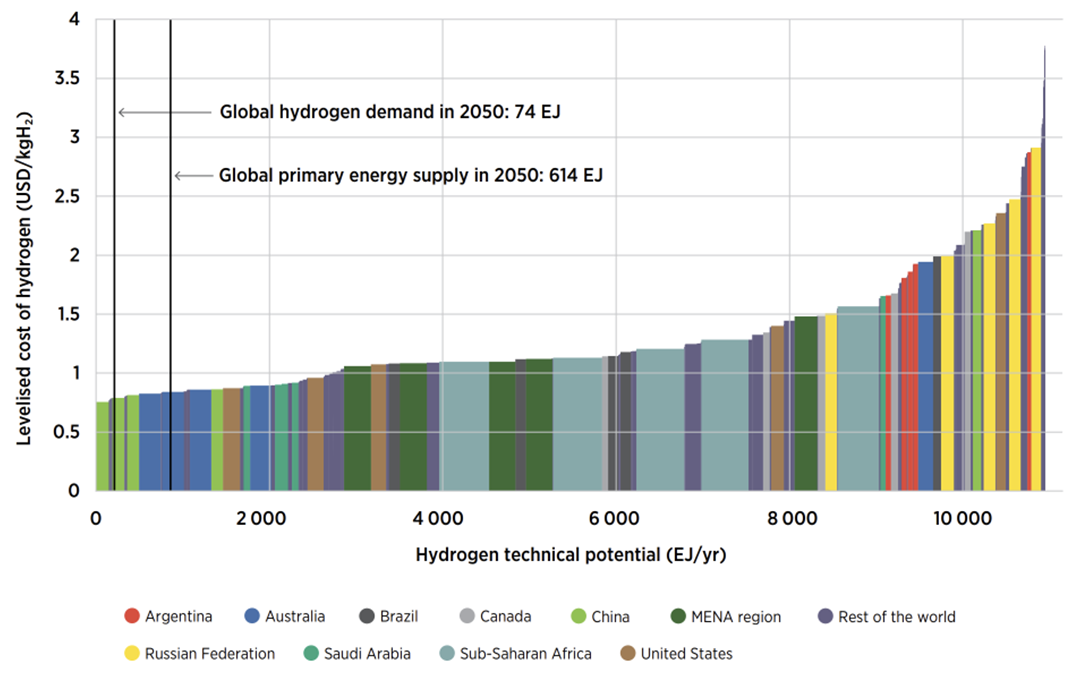 4
3.5
3
2.5
2
1.5
1
0.5
0
Levelised cost of hydrogen (USD/kgH₂)
Global hydrogen demand in 2050: 74 EJ
Global primary energy supply in 2050: 614 EJ
0 2 000 4 000 6 000 8 000 10 000
Hydrogen technical potential (EJ/yr)
Argentina Australia Brazil Canada China MENA region Rest of the world
Russian Federation Saudi Arabia Sub-Saharan Africa United States